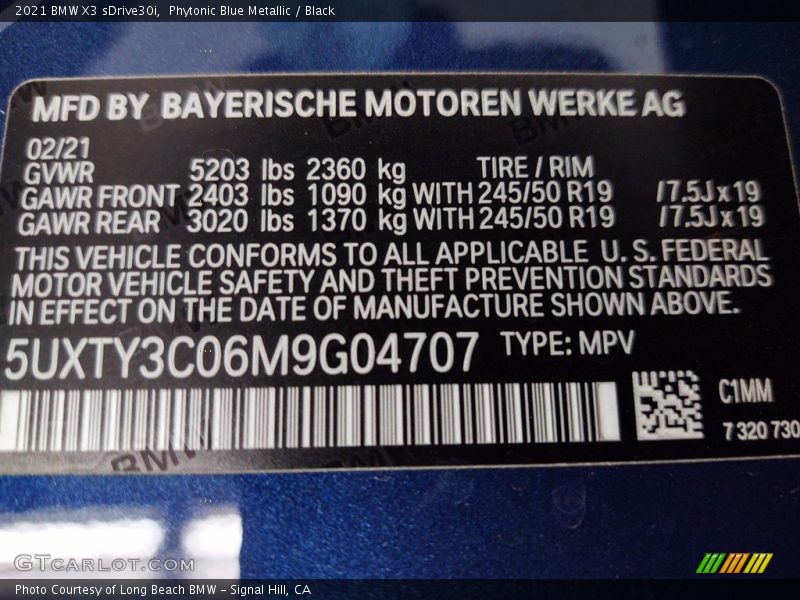 2021 BMW X3 sDrive30i,  Phytonic Blue Metallic / Black
MFD BY BAYERISCHE MOTOREN WERKE AG
02/21
GVWR 5203 lbs 2360 kg TIRE / RIM
GAWR FRONT 2403 lbs 1090 kg WITH 245/50 R19 /7.5Jx19
GAWR REAR 3020 lbs 1370 kg WITH 245/50 R19 /7.5Jx19
THIS VEHICLE CONFORMS TO ALL APPLICABLE U. S. FEDERAL
MOTOR VEHICLE SAFETY AND THEFT PREVENTION STANDARDS
IN EFFECT ON THE DATE OF MANUFACTURE SHOWN ABOVE.
5UXTY3C06M9G04707 TYPE: MPV
C1MM
7 320 730
BMW
GTCARLOT.COM
Photo Courtesy of Long Beach BMW - Signal Hill, CA